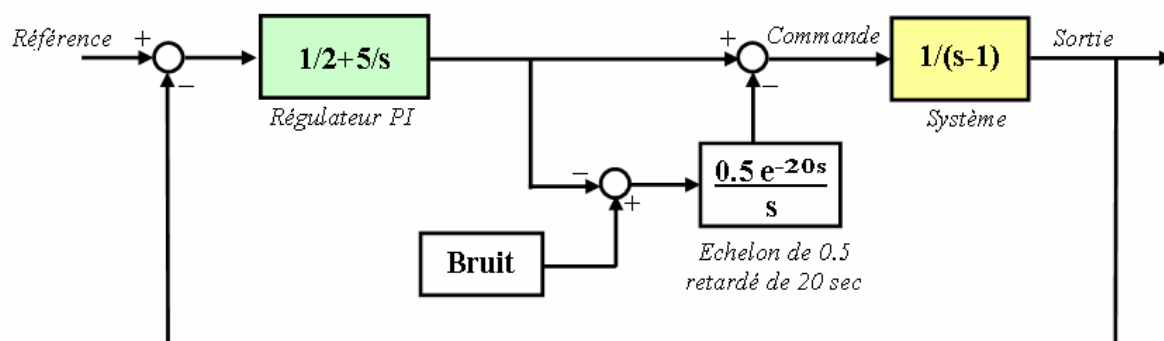 Référence
+
−
1/2+5/s
Régulateur PI
+
−
Commande
1/(s-1)
Système
Sortie
−
+
0.5 e-20s
s
Bruit
Echelon de 0.5
retardé de 20 sec